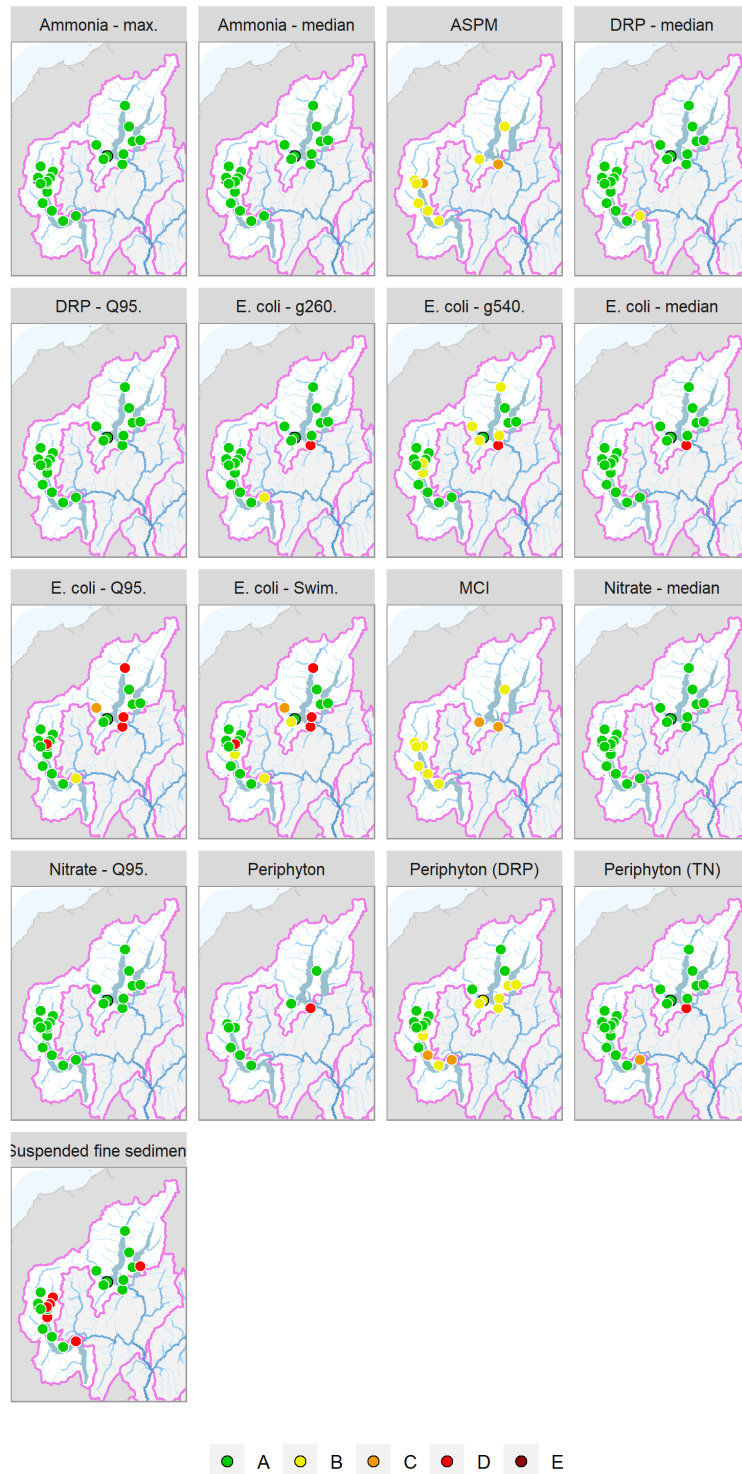 Ammonia - max.
Ammonia - median
ASPM
DRP - median
DRP - Q95.
E. coli - g260.
E. coli - g540.
E. coli - median
E. coli - Q95.
E. coli - Swim.
MCI
Nitrate - median
Nitrate - Q95.
Periphyton
Periphyton (DRP)
Periphyton (TN)
Suspended fine sedimen
A B C D E